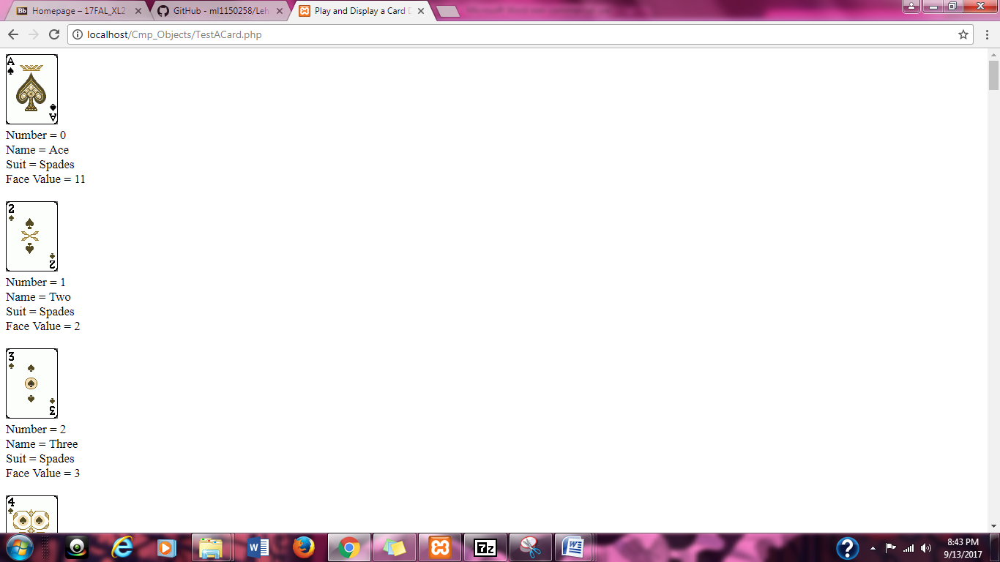 Bb Homepage – 17FAL_XL2
GitHub - ml1150258/Leh
Play and Display a Card D
localhost/Cmp_Objects/TestACard.php
A
A
Number = 0
Name = Ace
Suit = Spades
Face Value = 11
2
2
Number = 1
Name = Two
Suit = Spades
Face Value = 2
3
3
Number = 2
Name = Three
Suit = Spades
Face Value = 3
4
7z
8:43 PM
9/13/2017